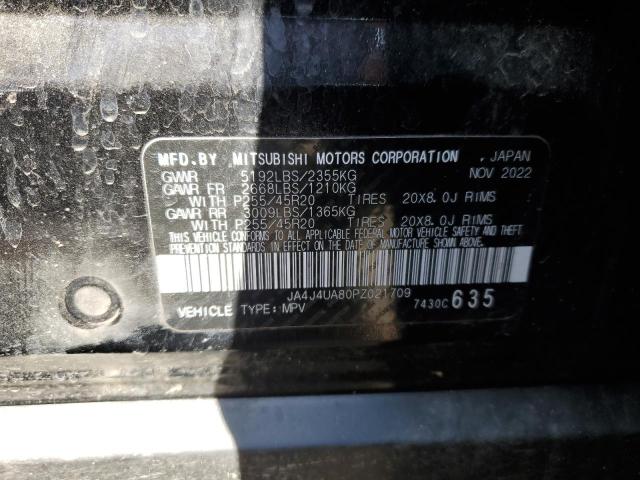 MFD.BY MITSUBISHI MOTORS CORPORATION , JAPAN
GVWR 5192LBS/2355KG NOV 2022
GAWR FR 2668LBS/1210KG
WITH P255/45R20 TIRES 20X8.0J RIMS
GAWR RR 3009LBS/1365KG
WITH P255/45R20 TIRES 20X8.0J RIMS
THIS VEHICLE CONFORMS TO ALL APPLICABLE FEDERAL MOTOR VEHICLE SAFETY AND THEFT
PREVENTION STANDARDS IN EFFECT ON THE DATE OF MANUFACTURE SHOWN ABOVE.
JA4J4UA80PZ021709
VEHICLE TYPE: MPV 7430C 635